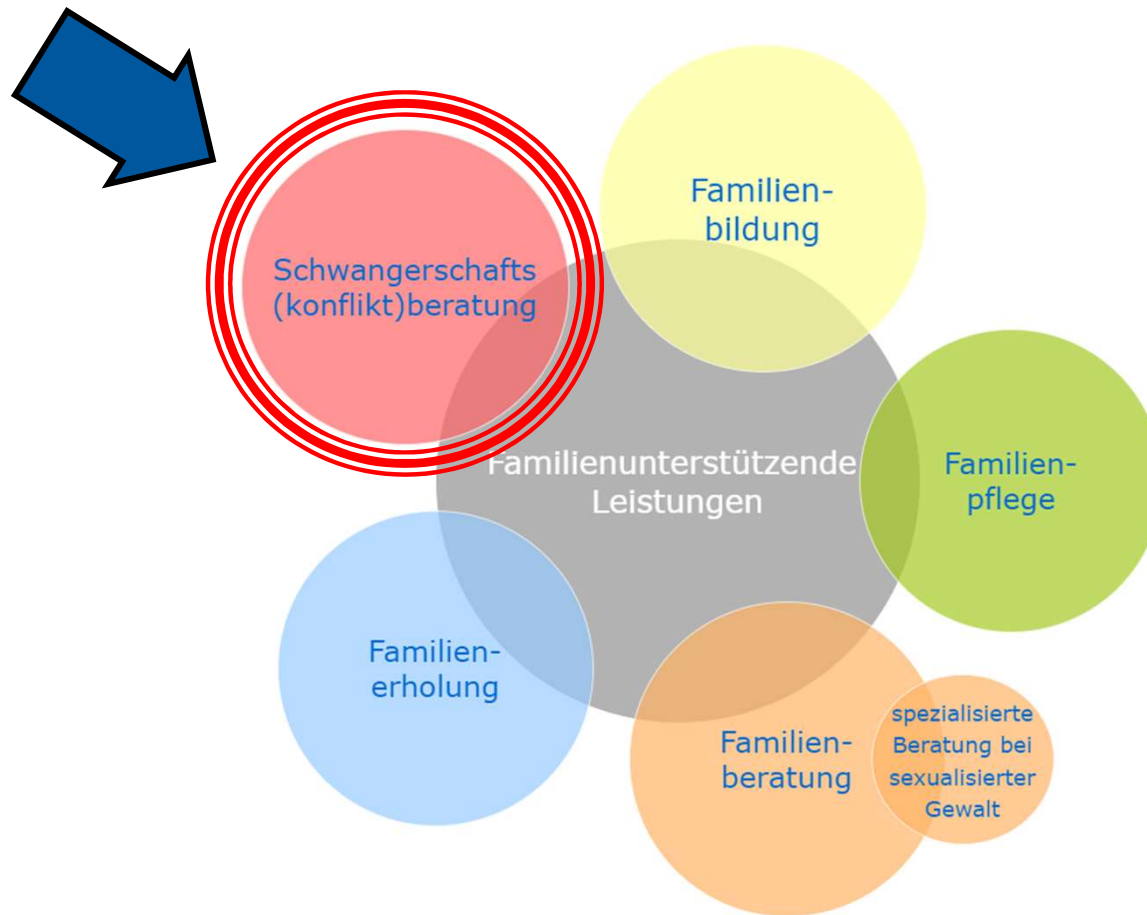 Familien-
bildung
Schwangerschafts
(konflikt)beratung
Familienunterstützende
Leistungen
Familien-
pflege
Familien-
erholung
Familien-
beratung
spezialisierte
Beratung bei
sexualisierter
Gewalt